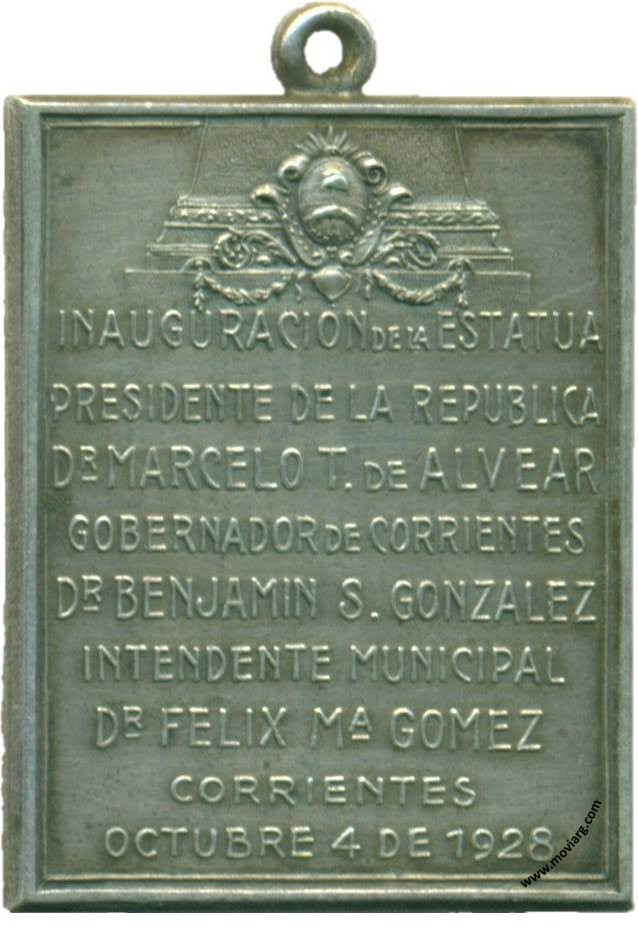 INAUGURACION DE LA ESTATUA
PRESIDENTE DE LA REPUBLICA
DR MARCELO T. DE ALVEAR
GOBERNADOR DE CORRIENTES
DR BENJAMIN S. GONZALEZ
INTENDENTE MUNICIPAL
DR FELIX MA GOMEZ
CORRIENTES
OCTUBRE 4 DE 1928
www.moviarg.com